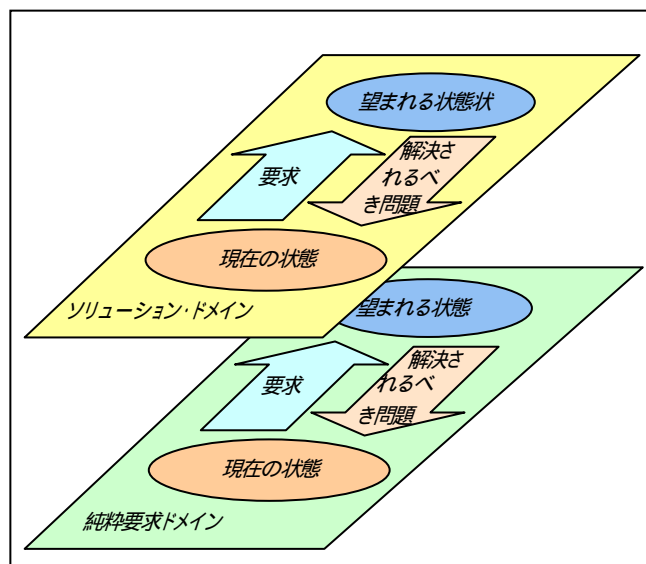 望まれる状態状
解決さ
れるべ
き問題
要求
現在の状態
ソリューション・ドメイン
望まれる状態
解決さ
れるべ
き問題
要求
現在の状態
純粋要求ドメイン